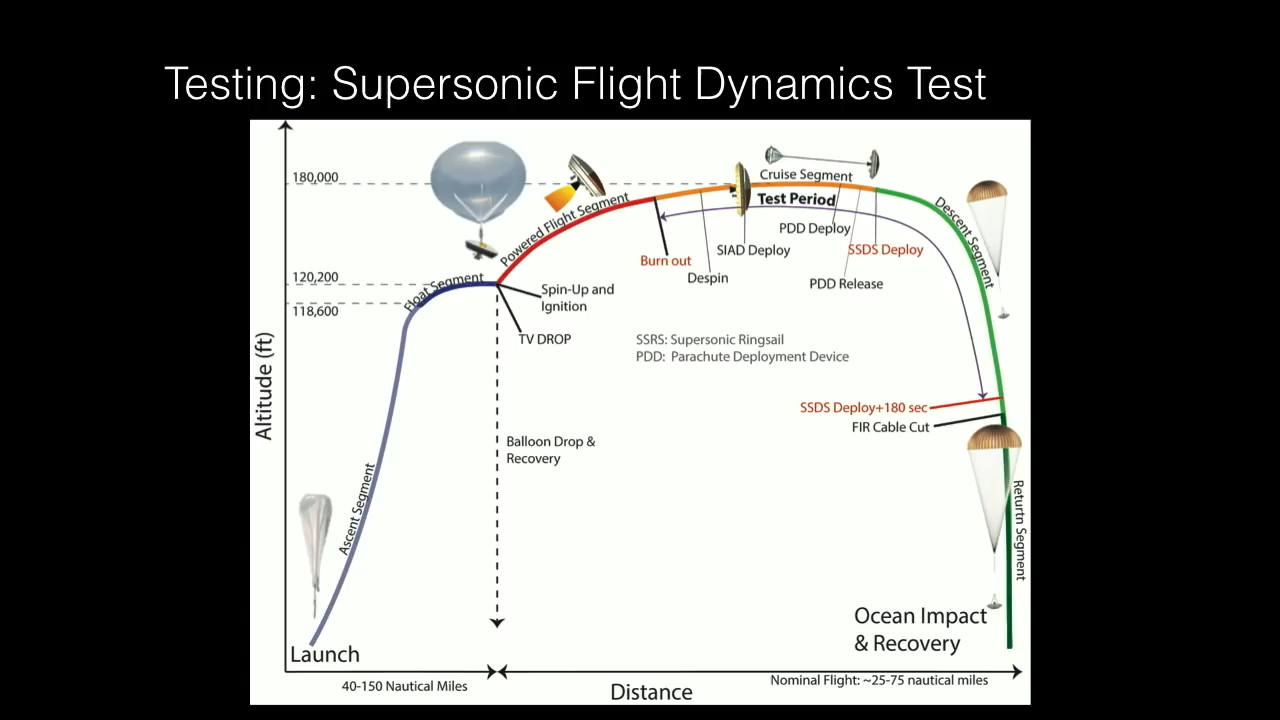 Testing: Supersonic Flight Dynamics Test
180,000
120,200
118,600
Altitude (ft)
Launch
Ascent Segment
Float Segment
Powered Flight Segment
Cruise Segment
Test Period
Descent Segment
Returtn Segment
Burn out
Despin
SIAD Deploy
PDD Deploy
SSDS Deploy
PDD Release
Spin-Up and
Ignition
TV DROP
SSRS: Supersonic Ringsail
PDD: Parachute Deployment Device
SSDS Deploy+180 sec
FIR Cable Cut
Balloon Drop &
Recovery
Ocean Impact
& Recovery
40-150 Nautical Miles
Distance
Nominal Flight: ~25-75 nautical miles